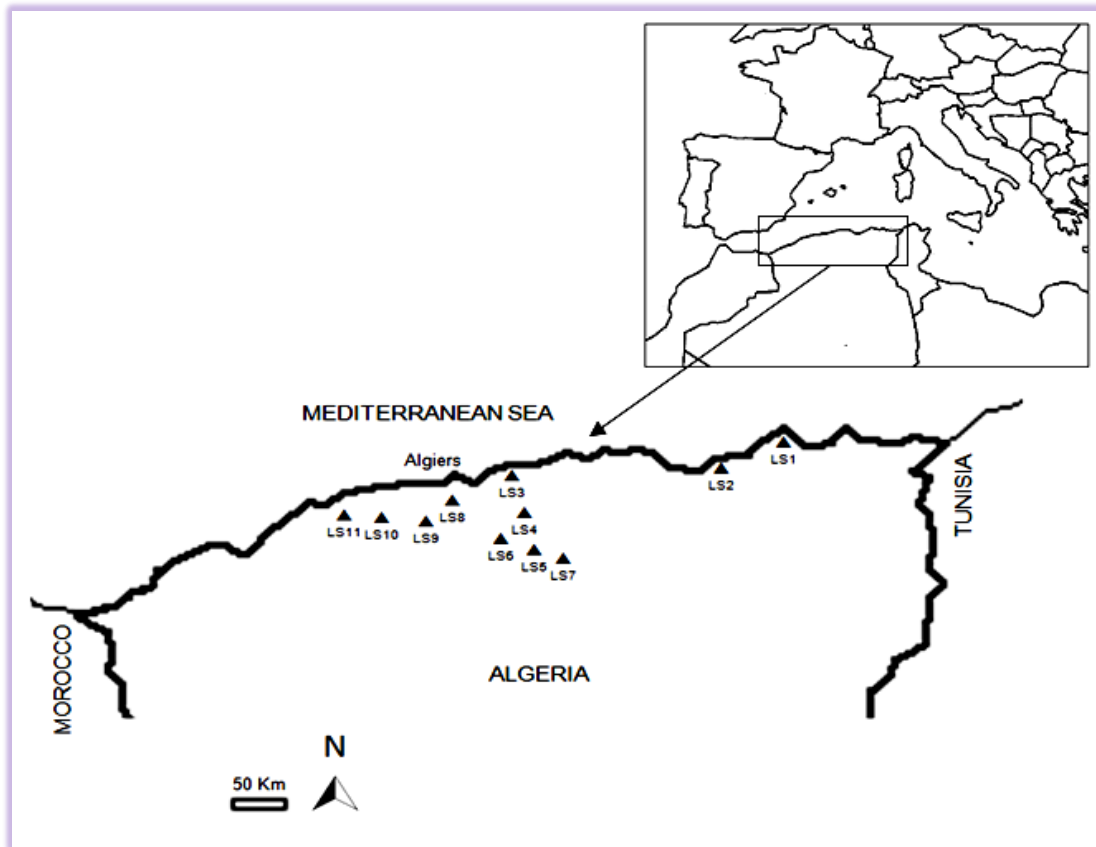 MEDITERRANEAN SEA
Algiers
LS1
LS2
LS3
LS8
LS4
LS11
LS10
LS9
LS6
LS5
LS7
TUNISIA
MOROCCO
ALGERIA
N
50 Km